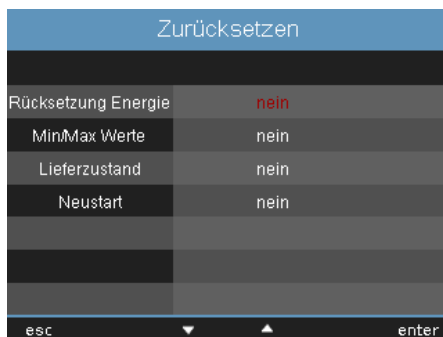 Zurücksetzen
Rücksetzung Energie nein
Min/Max Werte nein
Lieferzustand nein
Neustart nein
esc enter